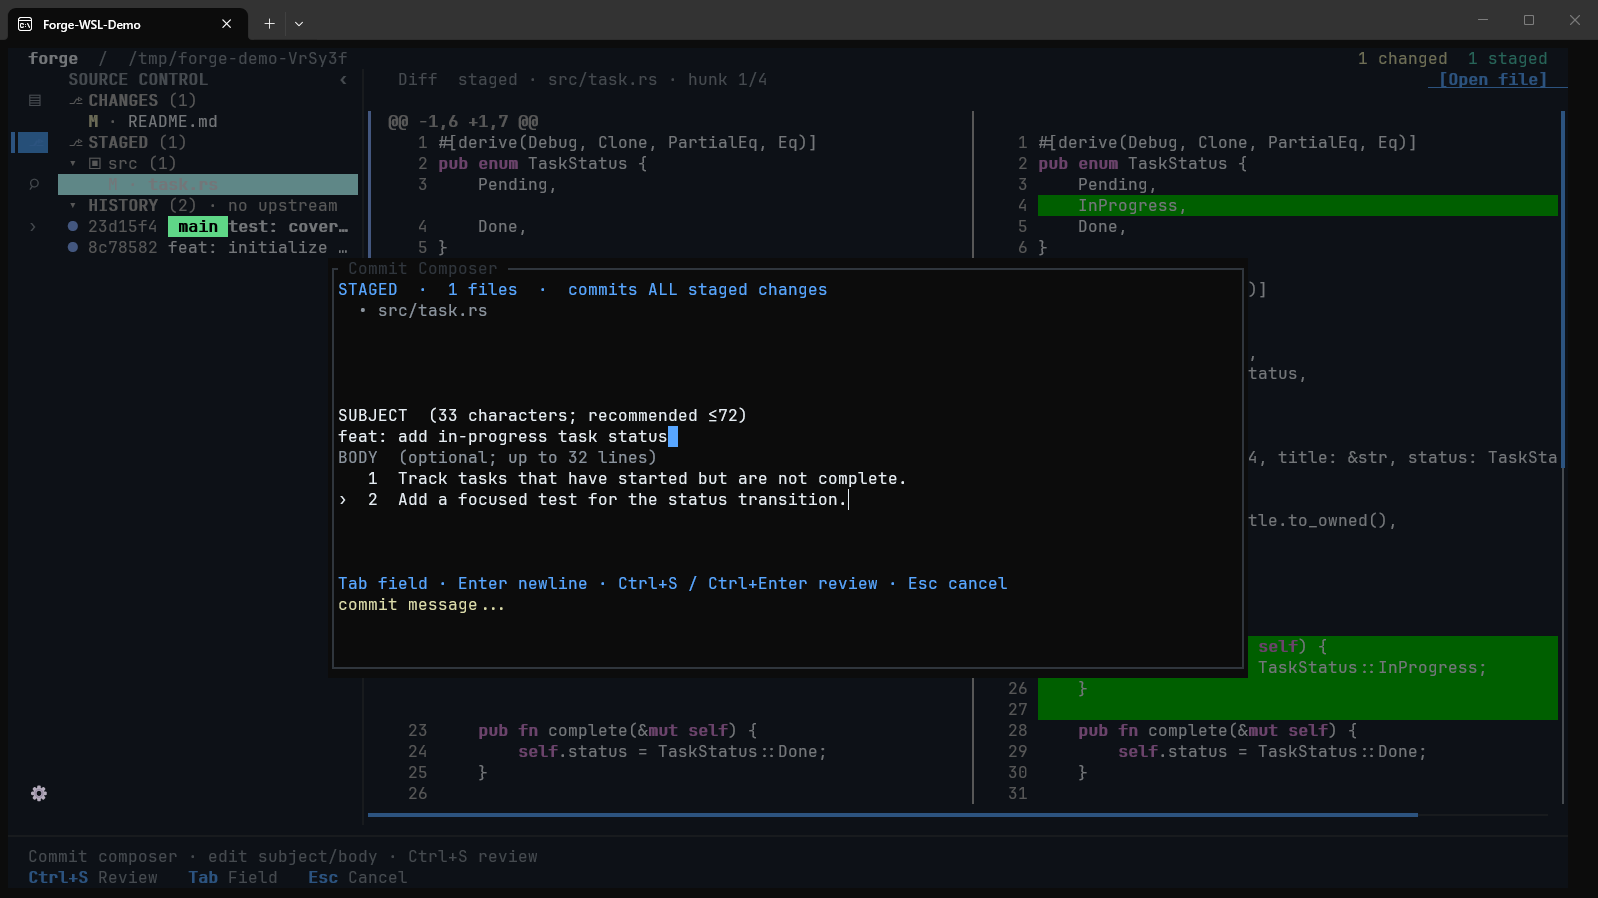 Forge-WSL-Demo
forge / /tmp/forge-demo-VrSy3f
1 changed 1 staged
SOURCE CONTROL ‹
Diff staged · src/task.rs · hunk 1/4
[Open file]
CHANGES (1)
M · README.md
STAGED (1)
▾ src (1)
M · task.rs
▾ HISTORY (2) · no upstream
● 23d15f4 main test: cover…
● 8c78582 feat: initialize …
@@ -1,6 +1,7 @@
1 #[derive(Debug, Clone, PartialEq, Eq)]
2 pub enum TaskStatus {
3 Pending,
4 Done,
5 }
1 #[derive(Debug, Clone, PartialEq, Eq)]
2 pub enum TaskStatus {
3 Pending,
4 InProgress,
5 Done,
6 }
)]
,
tatus,
4, title: &str, status: TaskSta
tle.to_owned(),
self) {
TaskStatus::InProgress;
26 }
27
28 pub fn complete(&mut self) {
29 self.status = TaskStatus::Done;
30 }
31
23 pub fn complete(&mut self) {
24 self.status = TaskStatus::Done;
25 }
26
Commit Composer
STAGED · 1 files · commits ALL staged changes
• src/task.rs
SUBJECT (33 characters; recommended ≤72)
feat: add in-progress task status
BODY (optional; up to 32 lines)
1 Track tasks that have started but are not complete.
› 2 Add a focused test for the status transition.
Tab field · Enter newline · Ctrl+S / Ctrl+Enter review · Esc cancel
commit message...
Commit composer · edit subject/body · Ctrl+S review
Ctrl+S Review Tab Field Esc Cancel